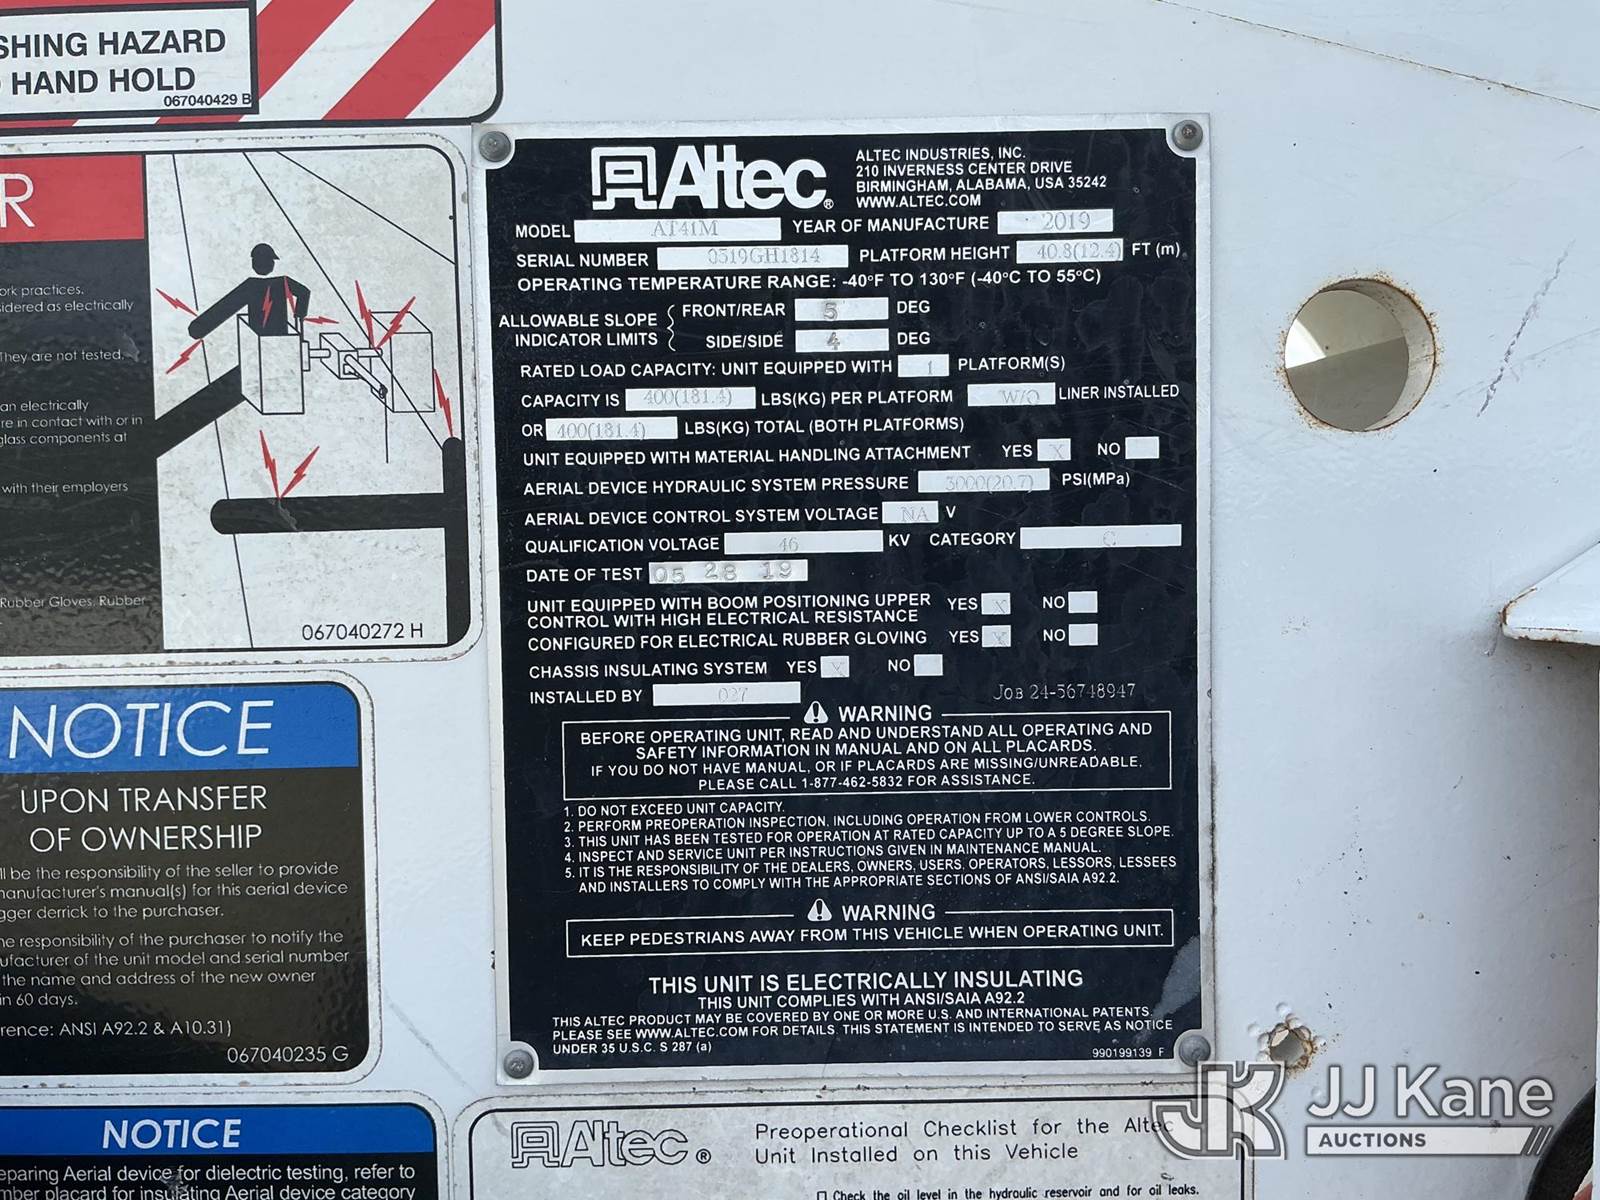 SHING HAZARD
HAND HOLD
067040429 B
R
ork practices.
sidered as electrically
They are not tested,
an electrically
re in contact with or in
glass components at
with their employers
Rubber Gloves, Rubber
067040272 H
NOTICE
UPON TRANSFER
OF OWNERSHIP
ll be the responsibility of the seller to provide
manufacturer's manual(s) for this aerial device
gger derrick to the purchaser.
he responsibility of the purchaser to notify the
ufacturer of the unit model and serial number
the name and address of the new owner
in 60 days.
rence: ANSI A92.2 & A10.31)
067040235 G
NOTICE
eparing Aerial device for dielectric testing, refer to
mber placard for insulating Aerial device category
Altec®
ALTEC INDUSTRIES, INC.
210 INVERNESS CENTER DRIVE
BIRMINGHAM, ALABAMA, USA 35242
WWW.ALTEC.COM
MODEL AT41M YEAR OF MANUFACTURE 2019
SERIAL NUMBER 0519GH1814 PLATFORM HEIGHT 40.8(12.4) FT (m)
OPERATING TEMPERATURE RANGE: -40°F TO 130°F (-40°C TO 55°C)
ALLOWABLE SLOPE INDICATOR LIMITS
FRONT/REAR 5 DEG
SIDE/SIDE 4 DEG
RATED LOAD CAPACITY: UNIT EQUIPPED WITH 1 PLATFORM(S)
CAPACITY IS 400(181.4) LBS(KG) PER PLATFORM W/O LINER INSTALLED
OR 400(181.4) LBS(KG) TOTAL (BOTH PLATFORMS)
UNIT EQUIPPED WITH MATERIAL HANDLING ATTACHMENT YES X NO
AERIAL DEVICE HYDRAULIC SYSTEM PRESSURE 3000(20.7) PSI(MPa)
AERIAL DEVICE CONTROL SYSTEM VOLTAGE NA V
QUALIFICATION VOLTAGE 46 KV CATEGORY C
DATE OF TEST 05 28 19
UNIT EQUIPPED WITH BOOM POSITIONING UPPER YES X NO
CONTROL WITH HIGH ELECTRICAL RESISTANCE
CONFIGURED FOR ELECTRICAL RUBBER GLOVING YES X NO
CHASSIS INSULATING SYSTEM YES X NO
INSTALLED BY 027 JOB 24-56748947
WARNING
BEFORE OPERATING UNIT, READ AND UNDERSTAND ALL OPERATING AND
SAFETY INFORMATION IN MANUAL AND ON ALL PLACARDS.
IF YOU DO NOT HAVE MANUAL, OR IF PLACARDS ARE MISSING/UNREADABLE,
PLEASE CALL 1-877-462-5832 FOR ASSISTANCE.
1. DO NOT EXCEED UNIT CAPACITY.
2. PERFORM PREOPERATION INSPECTION, INCLUDING OPERATION FROM LOWER CONTROLS.
3. THIS UNIT HAS BEEN TESTED FOR OPERATION AT RATED CAPACITY UP TO A 5 DEGREE SLOPE.
4. INSPECT AND SERVICE UNIT PER INSTRUCTIONS GIVEN IN MAINTENANCE MANUAL.
5. IT IS THE RESPONSIBILITY OF THE DEALERS, OWNERS, USERS, OPERATORS, LESSORS, LESSEES
AND INSTALLERS TO COMPLY WITH THE APPROPRIATE SECTIONS OF ANSI/SAIA A92.2.
WARNING
KEEP PEDESTRIANS AWAY FROM THIS VEHICLE WHEN OPERATING UNIT.
THIS UNIT IS ELECTRICALLY INSULATING
THIS UNIT COMPLIES WITH ANSI/SAIA A92.2
THIS ALTEC PRODUCT MAY BE COVERED BY ONE OR MORE U.S. AND INTERNATIONAL PATENTS.
PLEASE SEE WWW.ALTEC.COM FOR DETAILS. THIS STATEMENT IS INTENDED TO SERVE AS NOTICE
UNDER 35 U.S.C. S 287 (a)
990199139 F
Altec®
Preoperational Checklist for the Altec
Unit Installed on this Vehicle
Check the oil level in the hydraulic reservoir and for oil leaks.
JK JJ Kane
AUCTIONS